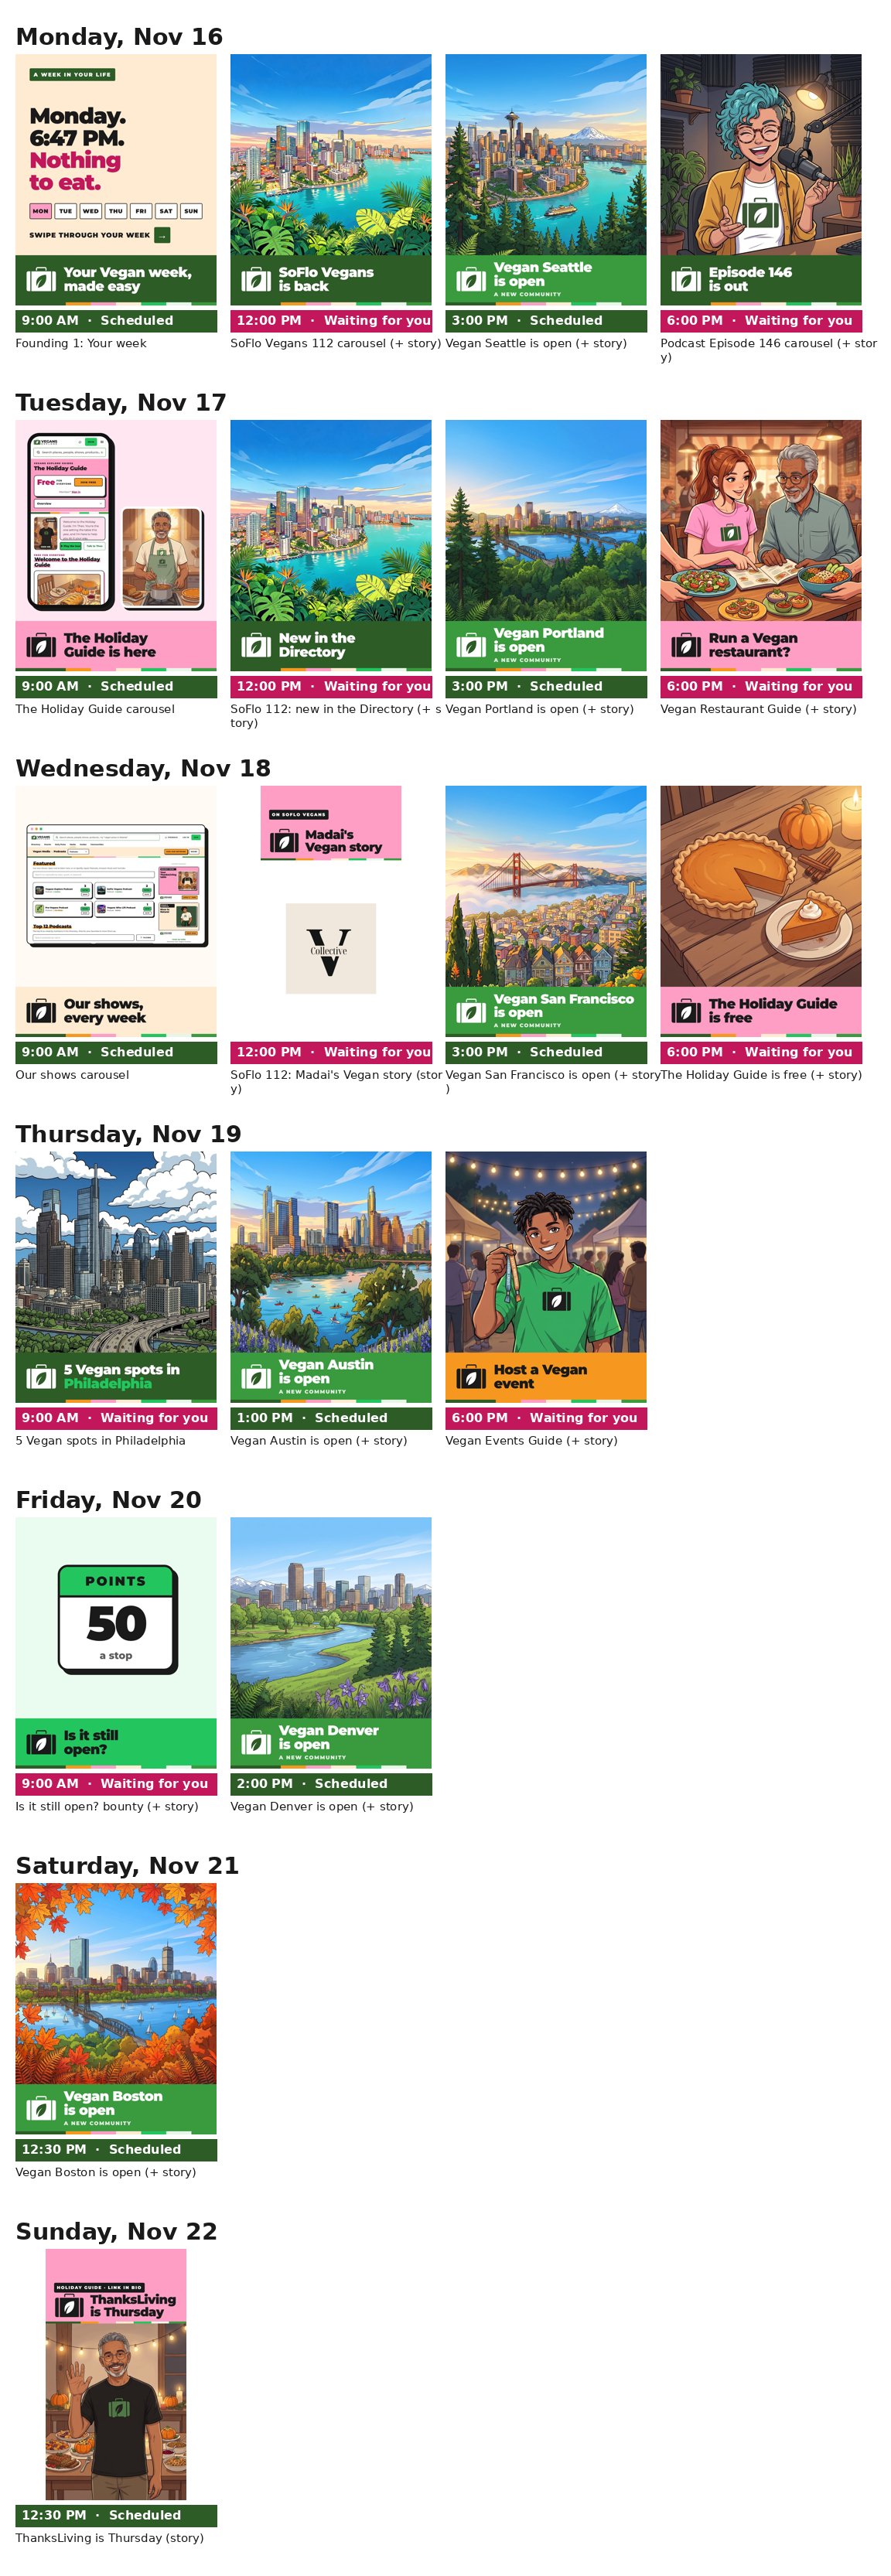 Monday, Nov 16
A WEEK IN YOUR LIFE
Monday.
6:47 PM.
Nothing
to eat.
MON TUE WED THU FRI SAT SUN
SWIPE THROUGH YOUR WEEK →
Your Vegan week,
made easy
9:00 AM · Scheduled
Founding 1: Your week
SoFlo Vegans
is back
12:00 PM · Waiting for you
SoFlo Vegans 112 carousel (+ story)
Vegan Seattle
is open
A NEW COMMUNITY
3:00 PM · Scheduled
Vegan Seattle is open (+ story)
Episode 146
is out
6:00 PM · Waiting for you
Podcast Episode 146 carousel (+ stor
y)
Tuesday, Nov 17
VEGANS
The Holiday Guide
Free
Overview
Welcome to the Holiday
Guide
The Holiday
Guide is here
9:00 AM · Scheduled
The Holiday Guide carousel
New in the
Directory
12:00 PM · Waiting for you
SoFlo 112: new in the Directory (+ s
tory)
Vegan Portland
is open
A NEW COMMUNITY
3:00 PM · Scheduled
Vegan Portland is open (+ story)
Run a Vegan
restaurant?
6:00 PM · Waiting for you
Vegan Restaurant Guide (+ story)
Wednesday, Nov 18
Featured
Top 12 Podcasts
Our shows,
every week
9:00 AM · Scheduled
Our shows carousel
ON SOFLO VEGANS
Madai's
Vegan story
V
Collective
12:00 PM · Waiting for you
SoFlo 112: Madai's Vegan story (stor
y)
Vegan San Francisco
is open
A NEW COMMUNITY
3:00 PM · Scheduled
Vegan San Francisco is open (+ story
)
The Holiday Guide
is free
6:00 PM · Waiting for you
The Holiday Guide is free (+ story)
Thursday, Nov 19
5 Vegan spots in
Philadelphia
9:00 AM · Waiting for you
5 Vegan spots in Philadelphia
Vegan Austin
is open
A NEW COMMUNITY
1:00 PM · Scheduled
Vegan Austin is open (+ story)
Host a Vegan
event
6:00 PM · Waiting for you
Vegan Events Guide (+ story)
Friday, Nov 20
POINTS
50
a stop
Is it still
open?
9:00 AM · Waiting for you
Is it still open? bounty (+ story)
Vegan Denver
is open
A NEW COMMUNITY
2:00 PM · Scheduled
Vegan Denver is open (+ story)
Saturday, Nov 21
Vegan Boston
is open
A NEW COMMUNITY
12:30 PM · Scheduled
Vegan Boston is open (+ story)
Sunday, Nov 22
HOLIDAY GUIDE · LINK IN BIO
ThanksLiving
is Thursday
12:30 PM · Scheduled
ThanksLiving is Thursday (story)